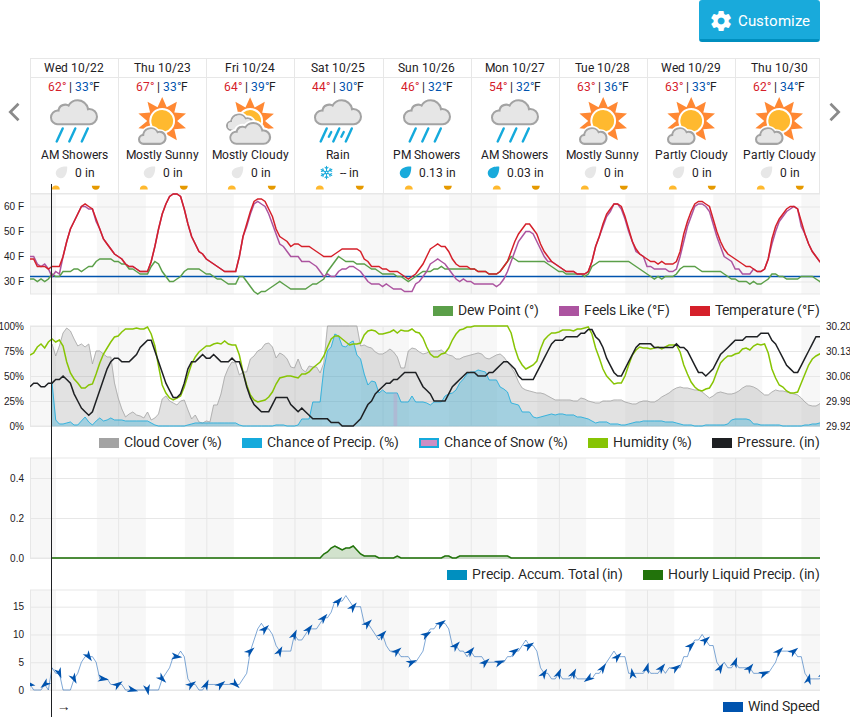 Customize
Wed 10/22 Thu 10/23 Fri 10/24 Sat 10/25 Sun 10/26 Mon 10/27 Tue 10/28 Wed 10/29 Thu 10/30
62° | 33°F 67° | 33°F 64° | 39°F 44° | 30°F 46° | 32°F 54° | 32°F 63° | 36°F 63° | 33°F 62° | 34°F
AM Showers Mostly Sunny Mostly Cloudy Rain PM Showers AM Showers Mostly Sunny Partly Cloudy Partly Cloudy
0 in 0 in 0 in -- in 0.13 in 0.03 in 0 in 0 in 0 in
60 F
50 F
40 F
30 F
Dew Point (°) Feels Like (°F) Temperature (°F)
100% 30.20
75% 30.13
50% 30.06
25% 29.99
0% 29.92
Cloud Cover (%) Chance of Precip. (%) Chance of Snow (%) Humidity (%) Pressure. (in)
0.4
0.2
0.0
Precip. Accum. Total (in) Hourly Liquid Precip. (in)
15
10
5
0
→ Wind Speed